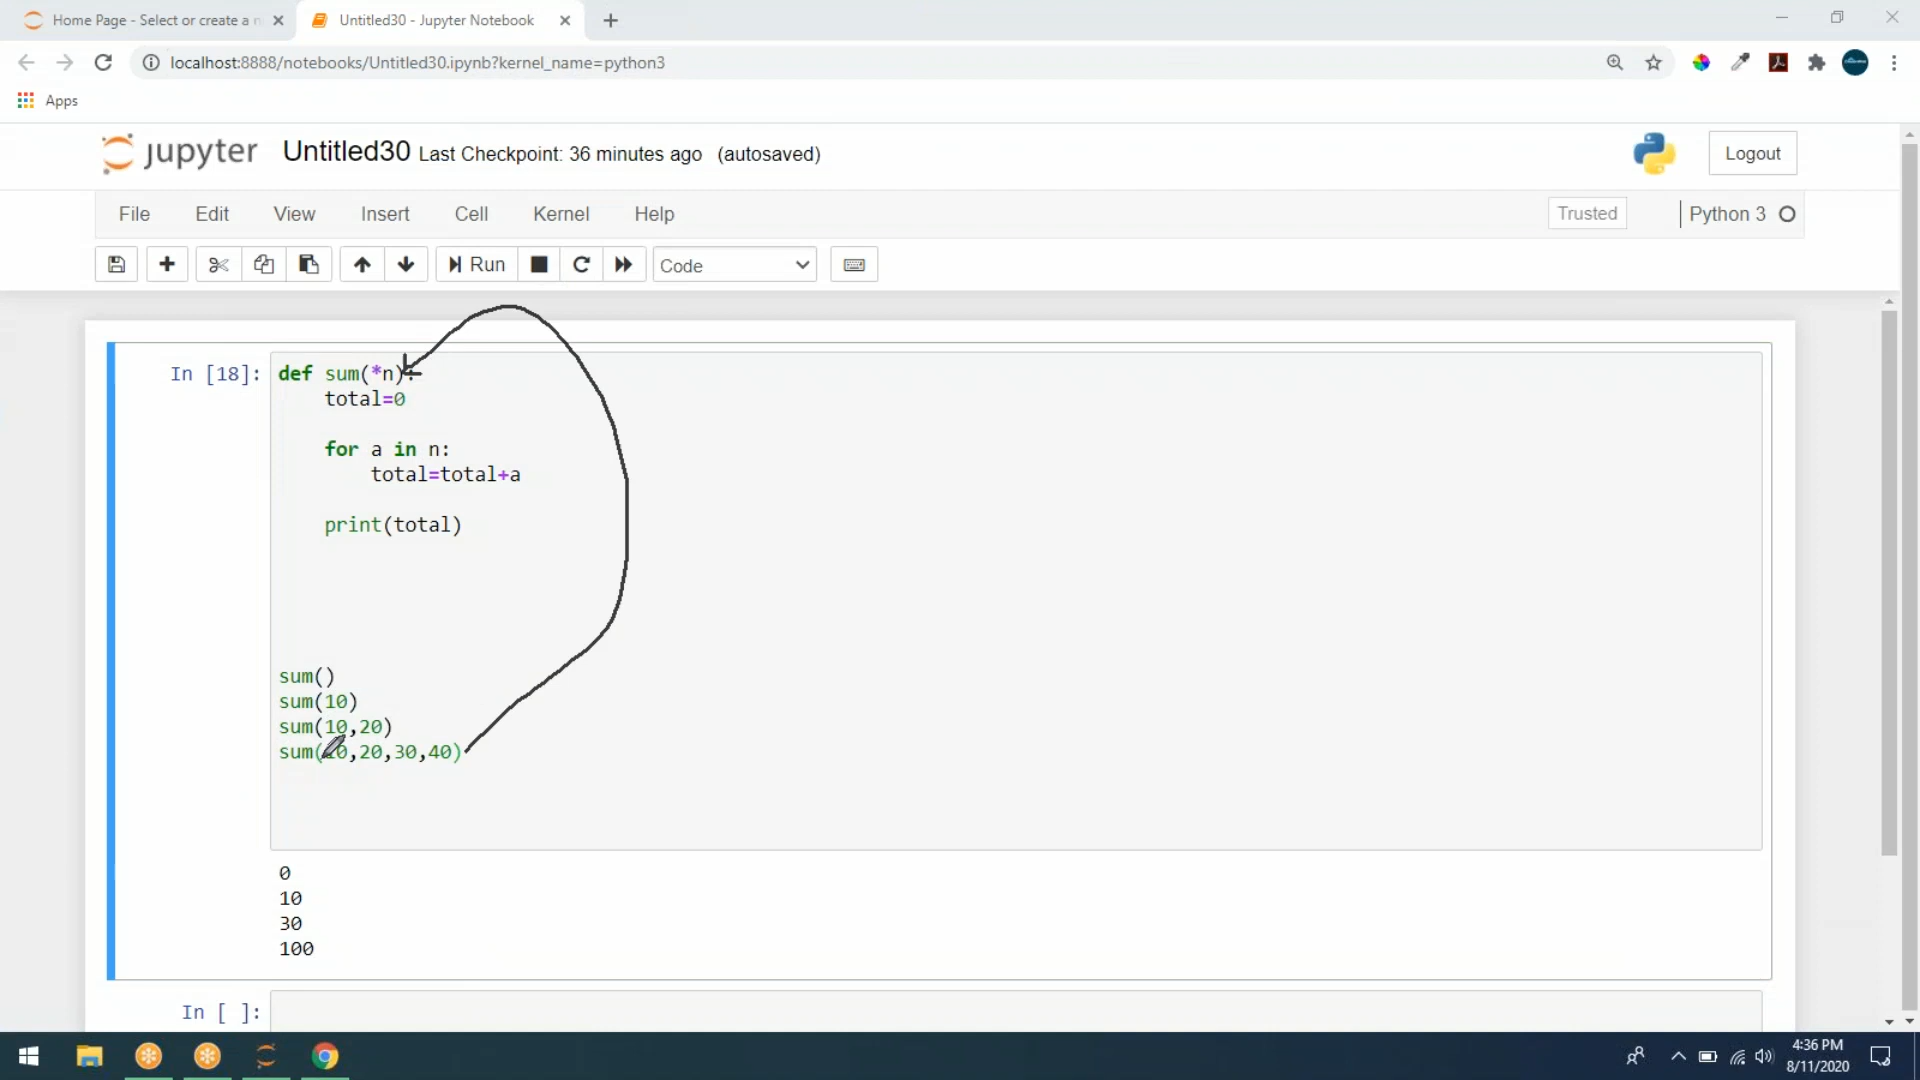 Home Page - Select or create a n
Untitled30 - Jupyter Notebook
localhost:8888/notebooks/Untitled30.ipynb?kernel_name=python3
Apps
jupyter Untitled30 Last Checkpoint: 36 minutes ago (autosaved)
Logout
File Edit View Insert Cell Kernel Help
Trusted
Python 3
Run
Code
In [18]:
def sum(*n):
    total=0
    for a in n:
        total=total+a
    print(total)
sum()
sum(10)
sum(10,20)
sum(10,20,30,40)
0
10
30
100
In [ ]:
4:36 PM
8/11/2020